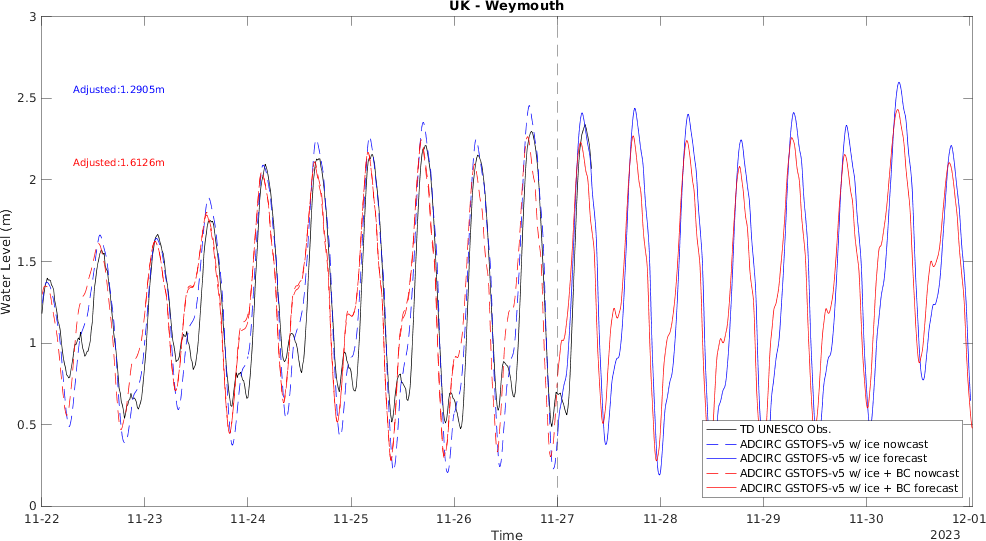 UK - Weymouth
3
2.5
2
1.5
1
0.5
0
Water Level (m)
Adjusted:1.2905m
Adjusted:1.6126m
TD UNESCO Obs.
ADCIRC GSTOFS-v5 w/ ice nowcast
ADCIRC GSTOFS-v5 w/ ice forecast
ADCIRC GSTOFS-v5 w/ ice + BC nowcast
ADCIRC GSTOFS-v5 w/ ice + BC forecast
11-22 11-23 11-24 11-25 11-26 11-27 11-28 11-29 11-30 12-01
Time
2023